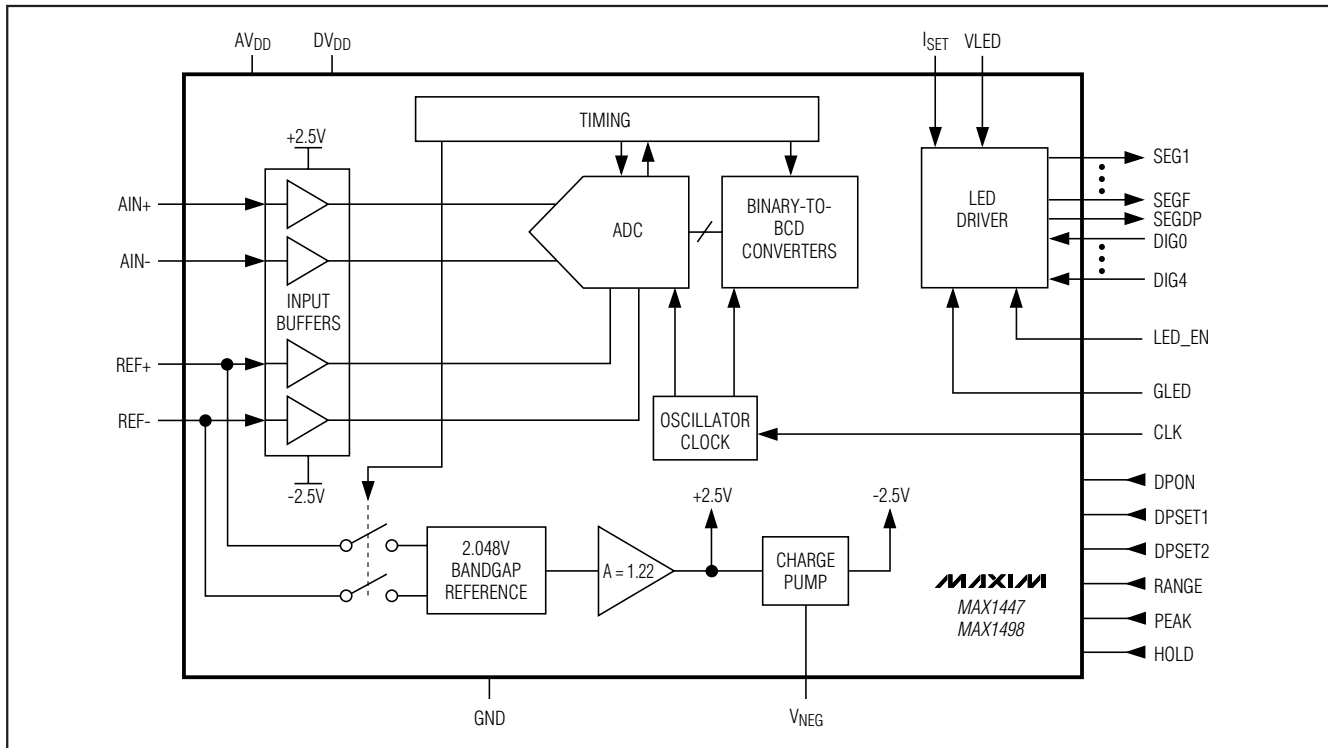 AVDD
DVDD
ISET
VLED
TIMING
+2.5V
AIN+
AIN-
INPUT
BUFFERS
REF+
REF-
-2.5V
ADC
BINARY-TO-
BCD
CONVERTERS
LED
DRIVER
SEG1
SEGF
SEGDP
DIG0
DIG4
LED_EN
GLED
CLK
OSCILLATOR
CLOCK
DPON
DPSET1
DPSET2
RANGE
PEAK
HOLD
2.048V
BANDGAP
REFERENCE
A = 1.22
+2.5V
CHARGE
PUMP
-2.5V
MAXIM
MAX1447
MAX1498
GND
VNEG